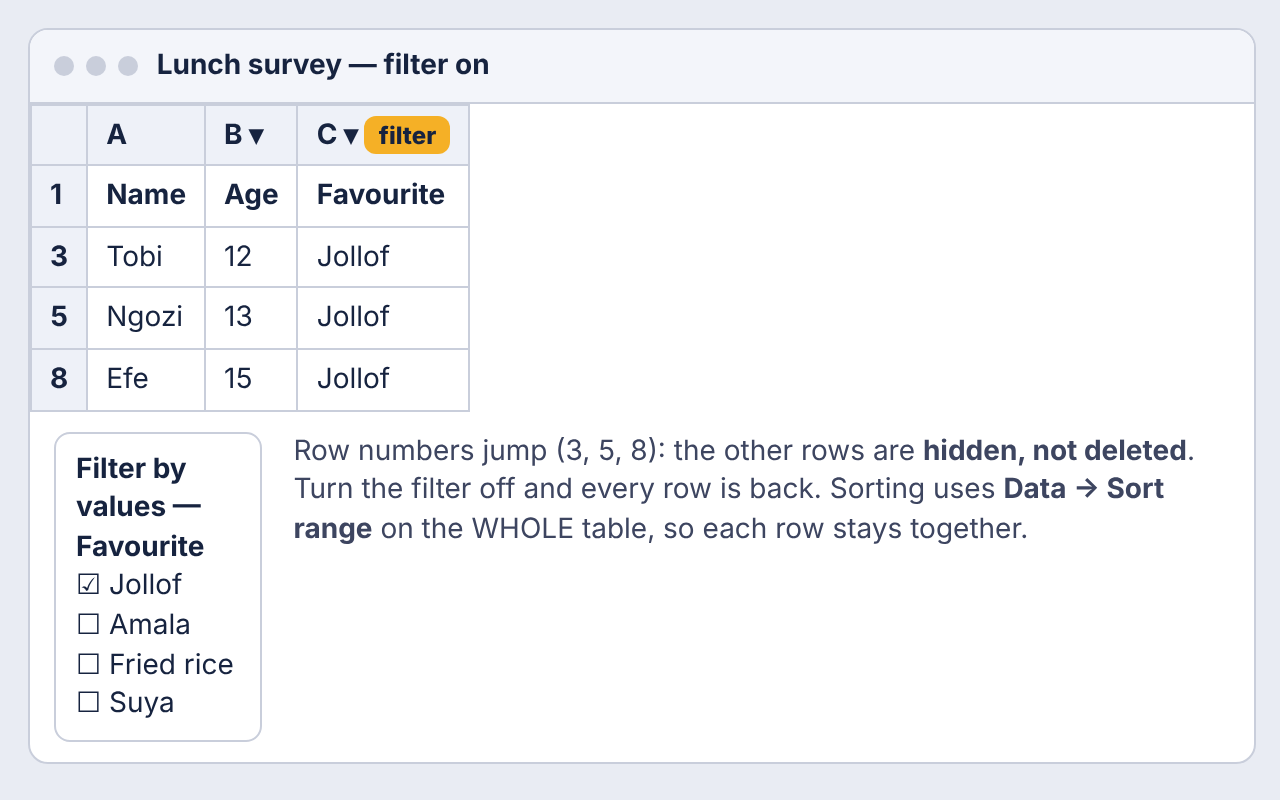 Lunch survey — filter on
A B ▾ C ▾ filter
1 Name Age Favourite
3 Tobi 12 Jollof
5 Ngozi 13 Jollof
8 Efe 15 Jollof
Filter by
values —
Favourite
☑ Jollof
☐ Amala
☐ Fried rice
☐ Suya
Row numbers jump (3, 5, 8): the other rows are hidden, not deleted.
Turn the filter off and every row is back. Sorting uses Data → Sort
range on the WHOLE table, so each row stays together.